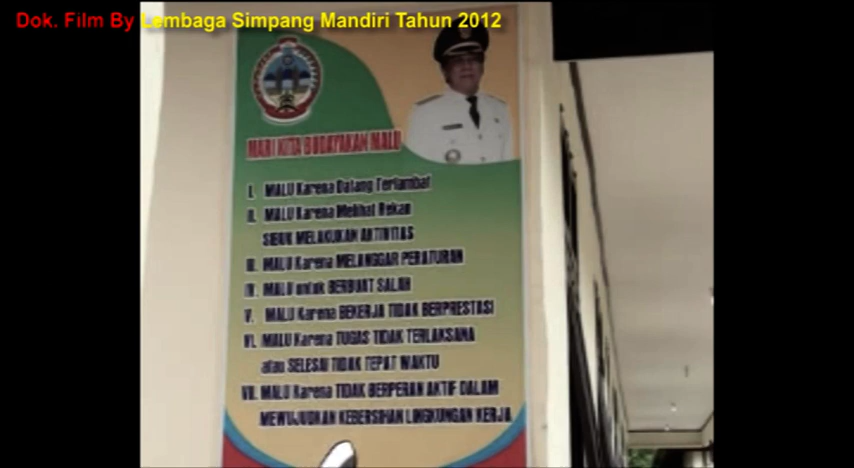 Dok. Film By Lembaga Simpang Mandiri Tahun 2012
MARI KITA BUDAYAKAN MALU
I. MALU Karena Datang Terlambat
II. MALU Karena Melihat Rekan
SIBUK MELAKUKAN AKTIVITAS
III. MALU Karena MELANGGAR PERATURAN
IV. MALU untuk BERBUAT SALAH
V. MALU Karena BEKERJA TIDAK BERPRESTASI
VI. MALU Karena TUGAS TIDAK TERLAKSANA
atau SELESAI TIDAK TEPAT WAKTU
VII. MALU Karena TIDAK BERPERAN AKTIF DALAM
MEWUJUDKAN KEBERSIHAN LINGKUNGAN KERJA